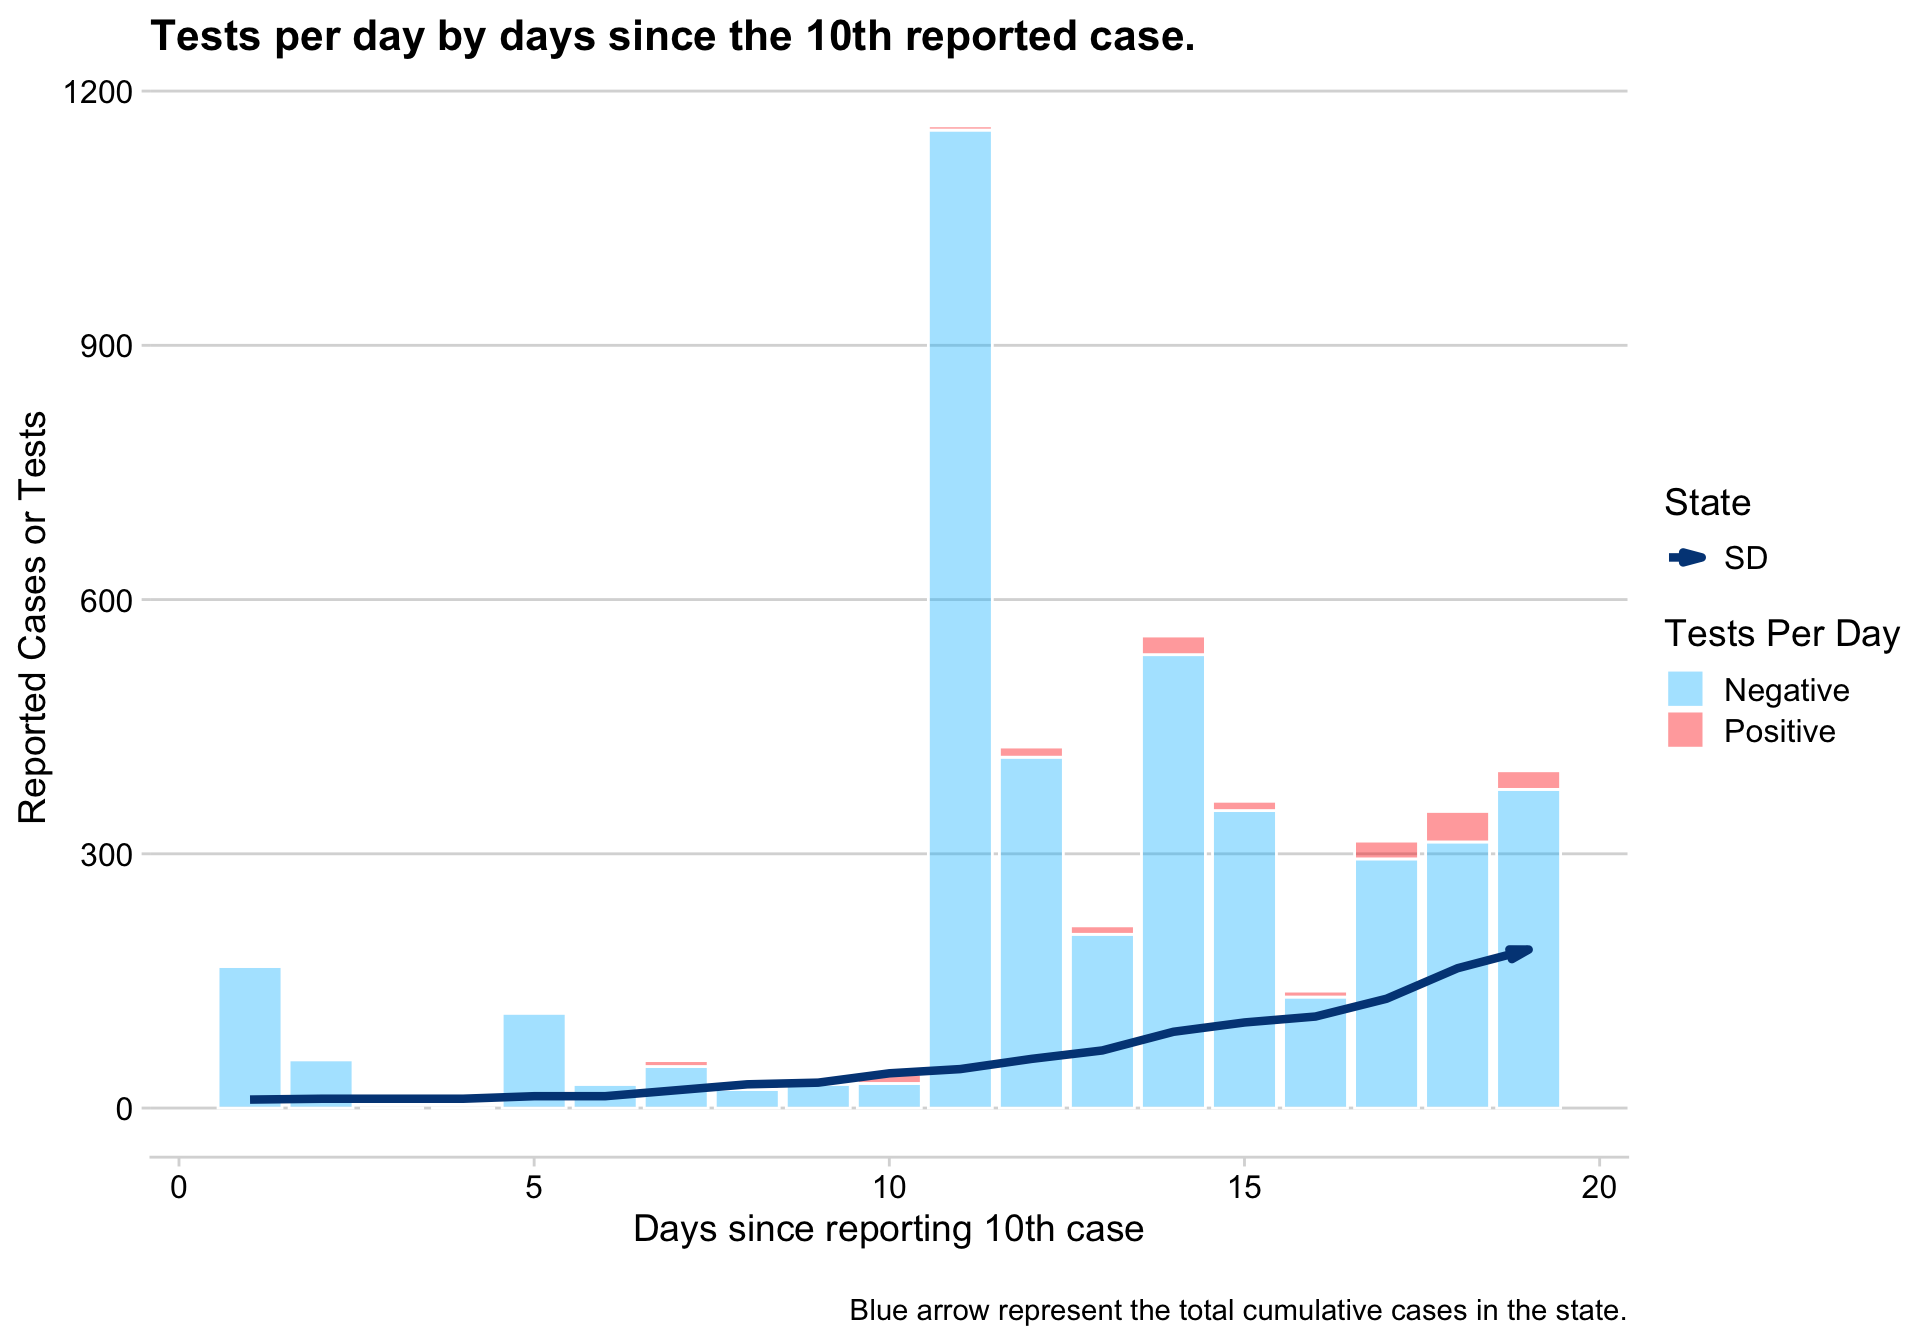 Tests per day by days since the 10th reported case.
1200
900
600
300
0
Reported Cases or Tests
0 5 10 15 20
Days since reporting 10th case
State
SD
Tests Per Day
Negative
Positive
Blue arrow represent the total cumulative cases in the state.